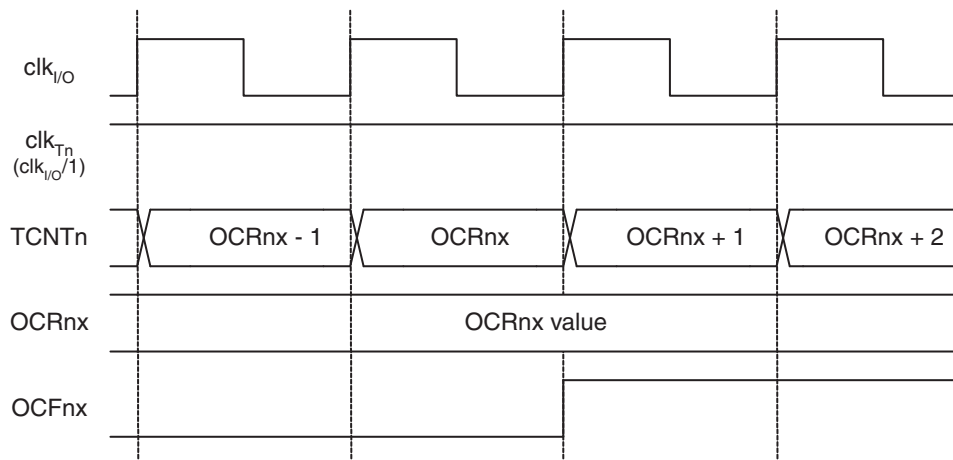 clkI/O
clkTn
(clkI/O/1)
TCNTn
OCRnx - 1
OCRnx
OCRnx + 1
OCRnx + 2
OCRnx
OCRnx value
OCFnx